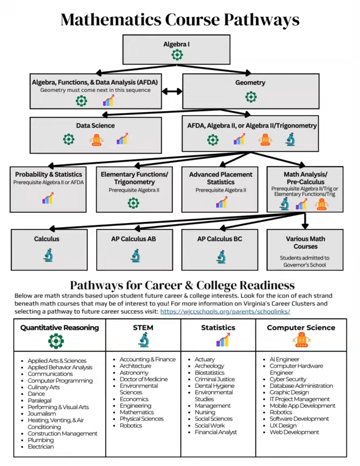 Mathematics Course Pathways
Algebra I
Algebra, Functions, & Data Analysis (AFDA)
Geometry must come next in this sequence
Geometry
Data Science
AFDA, Algebra II, or Algebra II/Trigonometry
Probability & Statistics
Prerequisite Algebra II or AFDA
Elementary Functions/
Trigonometry
Prerequisite Algebra II
Advanced Placement
Statistics
Prerequisite Algebra II
Math Analysis/
Pre-Calculus
Prerequisite Algebra II/Trig or
Elementary Functions/Trig
Calculus
AP Calculus AB
AP Calculus BC
Various Math
Courses
Students admitted to
Governor's School
Pathways for Career & College Readiness
Below are math strands based upon student future career & college interests. Look for the icon of each strand
beneath math courses that may be of interest to you! For more information on Virginia's Career Clusters and
selecting a pathway to future career success visit: https://wjccschools.org/parents/schoolinks/
Quantitative Reasoning
• Applied Arts & Sciences
• Applied Behavior Analysis
• Communications
• Computer Programming
• Culinary Arts
• Dance
• Paralegal
• Performing & Visual Arts
• Journalism
• Heating, Venting, & Air
Conditioning
• Construction Management
• Plumbing
• Electrician
STEM
• Accounting & Finance
• Architecture
• Astronomy
• Doctor of Medicine
• Environmental
Sciences
• Economics
• Engineering
• Mathematics
• Physical Sciences
• Robotics
Statistics
• Actuary
• Archeology
• Biostatistics
• Criminal Justice
• Dental Hygiene
• Environmental
Studies
• Management
• Nursing
• Social Sciences
• Social Work
• Financial Analyst
Computer Science
• AI Engineer
• Computer Hardware
Engineer
• Cyber Security
• Database Administration
• Graphic Design
• IT Project Management
• Mobile App Development
• Robotics
• Software Development
• UX Design
• Web Development